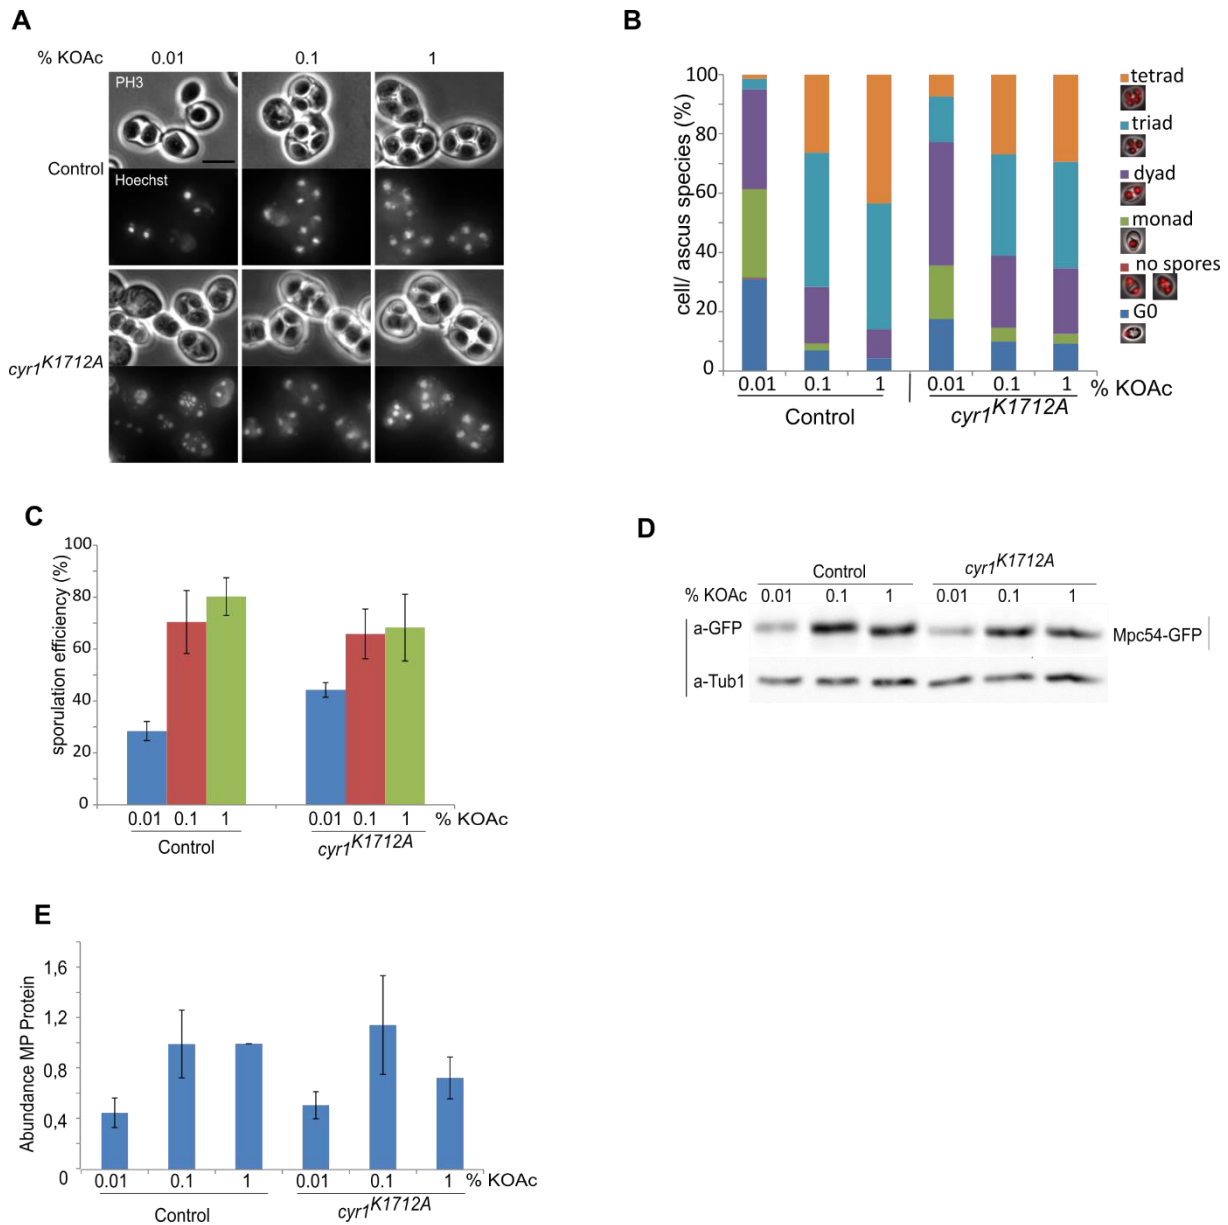 A
% KOAc 0.01 0.1 1
PH3
Control
Hoechst
cyr1K1712A
B
cell/ ascus species (%)
100
80
60
40
20
0
0.01 0.1 1 0.01 0.1 1 % KOAc
Control cyr1K1712A
tetrad
triad
dyad
monad
no spores
G0
C
sporulation efficiency (%)
100
80
60
40
20
0
0.01 0.1 1 0.01 0.1 1 % KOAc
Control cyr1K1712A
D
Control cyr1K1712A
% KOAc 0.01 0.1 1 0.01 0.1 1
a-GFP Mpc54-GFP
a-Tub1
E
Abundance MP Protein
1,6
1,2
0,8
0,4
0
0.01 0.1 1 0.01 0.1 1 % KOAc
Control cyr1K1712A